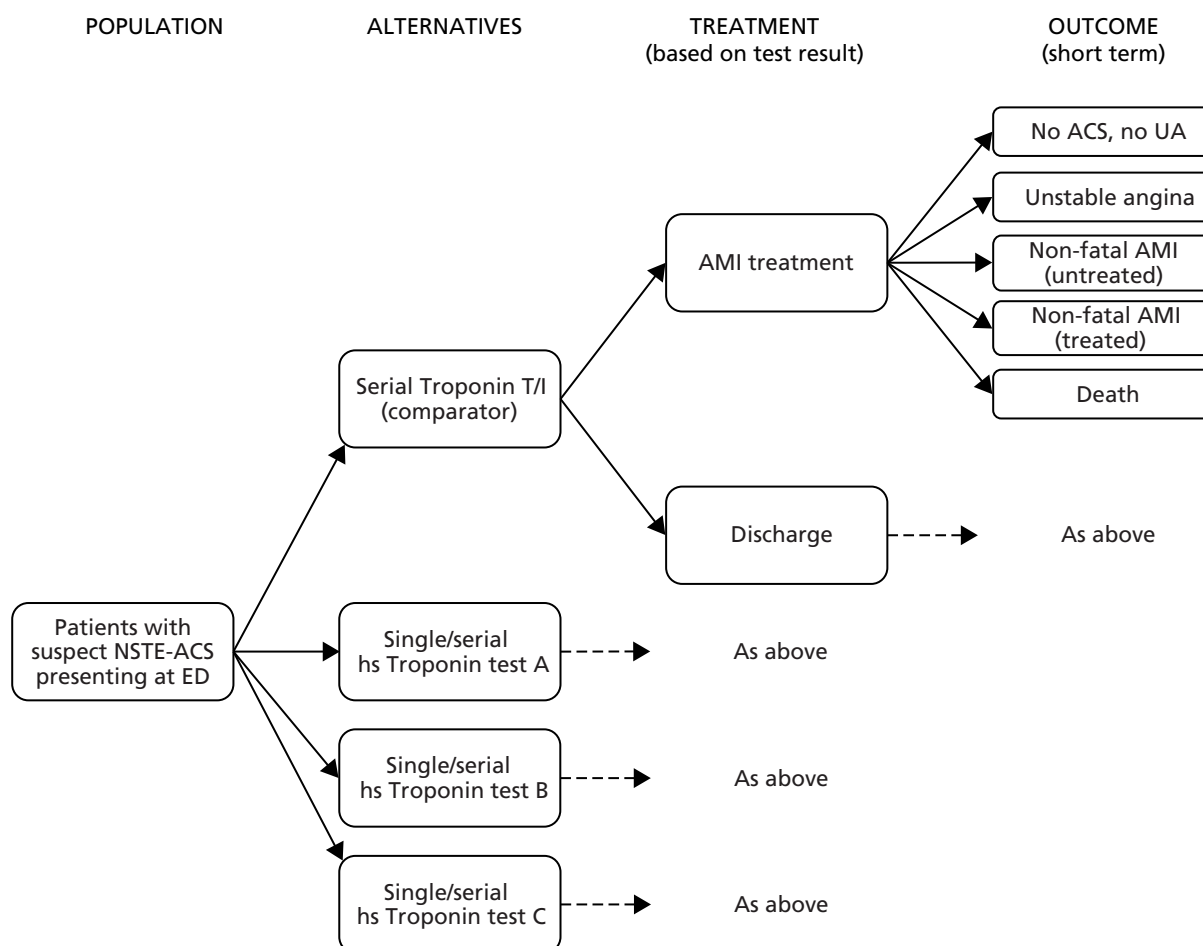 POPULATION
ALTERNATIVES
TREATMENT
(based on test result)
OUTCOME
(short term)
No ACS, no UA
Unstable angina
Non-fatal AMI
(untreated)
Non-fatal AMI
(treated)
Death
AMI treatment
Serial Troponin T/I
(comparator)
Discharge
As above
Patients with
suspect NSTE-ACS
presenting at ED
Single/serial
hs Troponin test A
As above
Single/serial
hs Troponin test B
As above
Single/serial
hs Troponin test C
As above